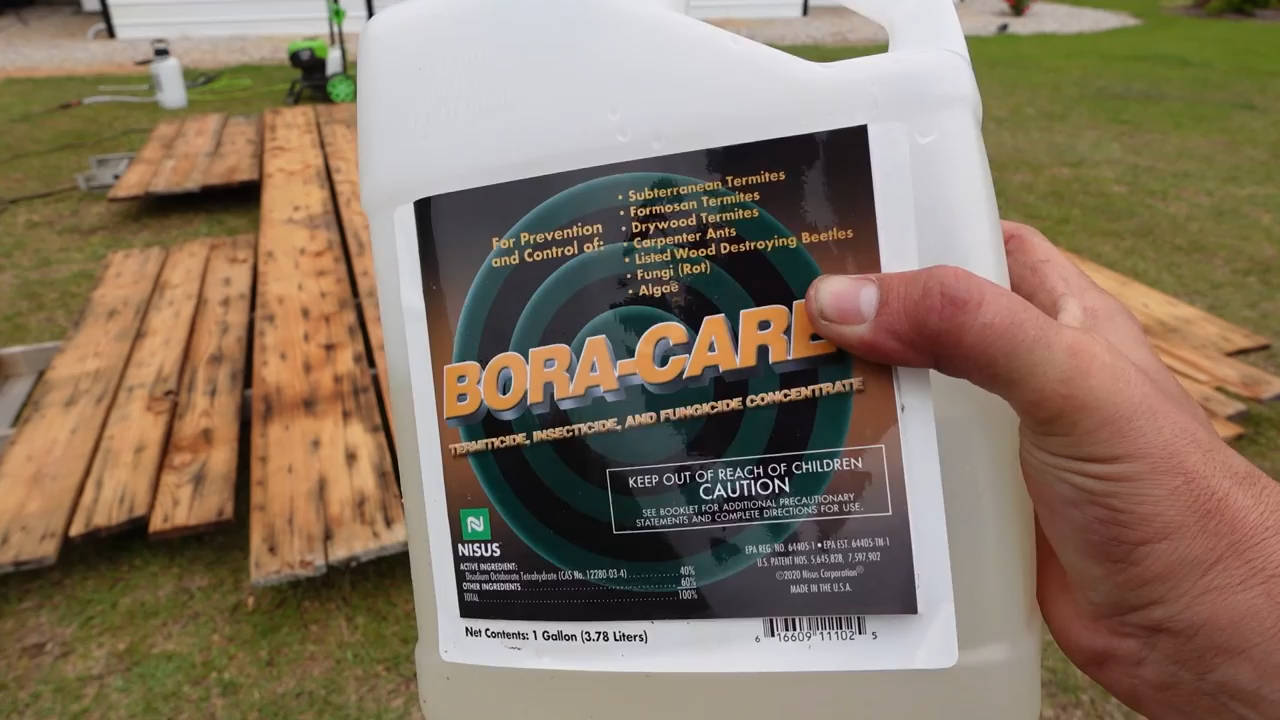 For Prevention
and Control of:
• Subterranean Termites
• Formosan Termites
• Drywood Termites
• Carpenter Ants
• Listed Wood Destroying Beetles
• Fungi (Rot)
• Algae
BORA-CARE
TERMITICIDE, INSECTICIDE, AND FUNGICIDE CONCENTRATE
KEEP OUT OF REACH OF CHILDREN
CAUTION
SEE BOOKLET FOR ADDITIONAL PRECAUTIONARY
STATEMENTS AND COMPLETE DIRECTIONS FOR USE.
N
NISUS
ACTIVE INGREDIENT:
Disodium Octaborate Tetrahydrate (CAS No. 12280-03-4) 40%
OTHER INGREDIENTS 60%
TOTAL 100%
EPA REG. NO. 64405-1 • EPA EST. 64405-TN-1
U.S. PATENT NOS. 5,645,828, 7,597,902
©2020 Nisus Corporation®
MADE IN THE U.S.A.
Net Contents: 1 Gallon (3.78 Liters)
6 16609 11102 5